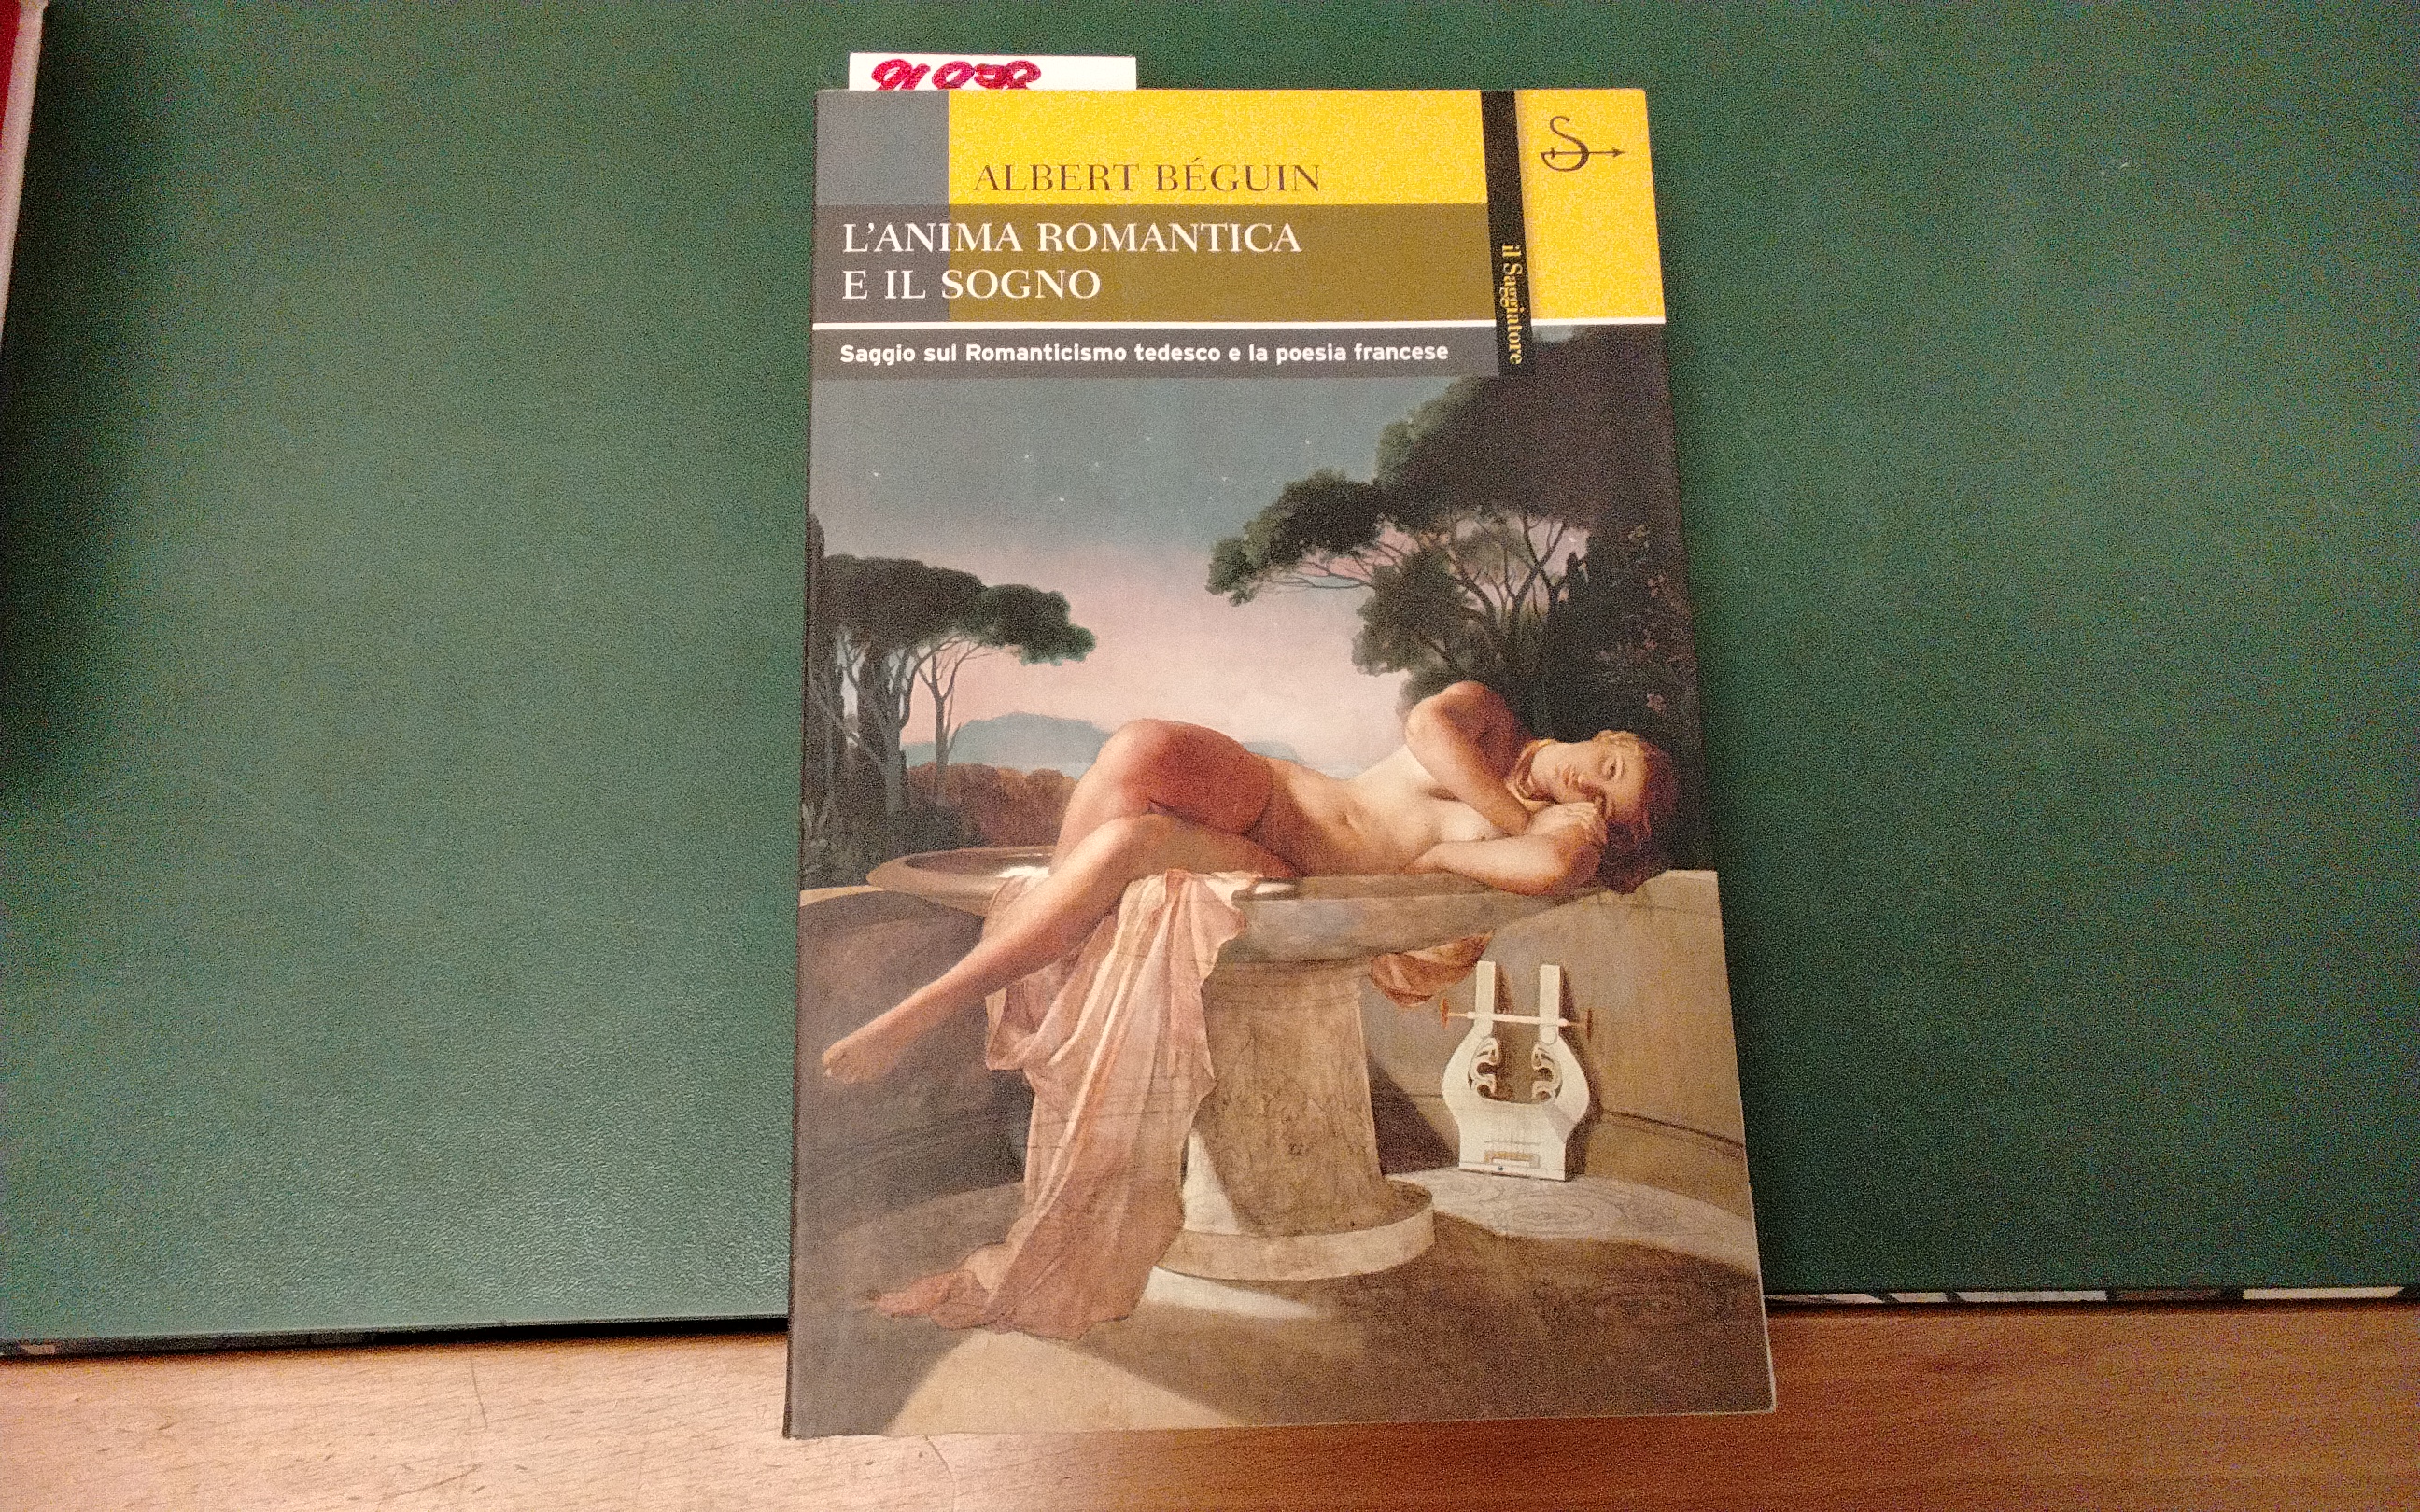 ALBERT BÉGUIN
L'ANIMA ROMANTICA
E IL SOGNO
Saggio sul Romanticismo tedesco e la poesia francese
il Saggiatore
S